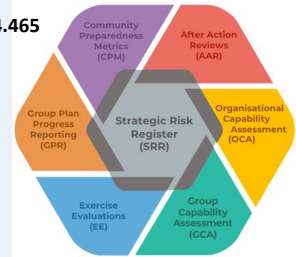 .465
Community
Preparedness
Metrics
(CPM)
After Action
Reviews
(AAR)
Group Plan
Progress
Reporting
(GPR)
Strategic Risk
Register
(SRR)
Organisational
Capability
Assessment
(OCA)
Exercise
Evaluations
(EE)
Group
Capability
Assessment
(GCA)